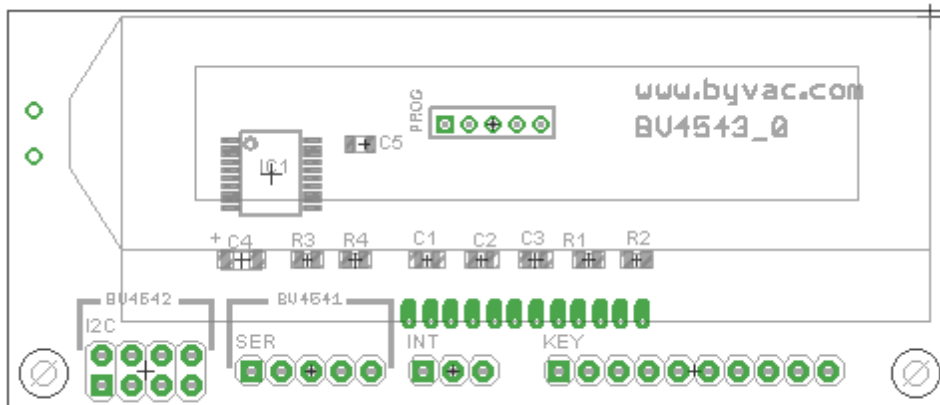 www.byvac.com
BV4543_0
PROG
C5
IC1
+ C4 R3 R4 C1 C2 C3 R1 R2
BV4542 BV4541
I2C SER INT KEY